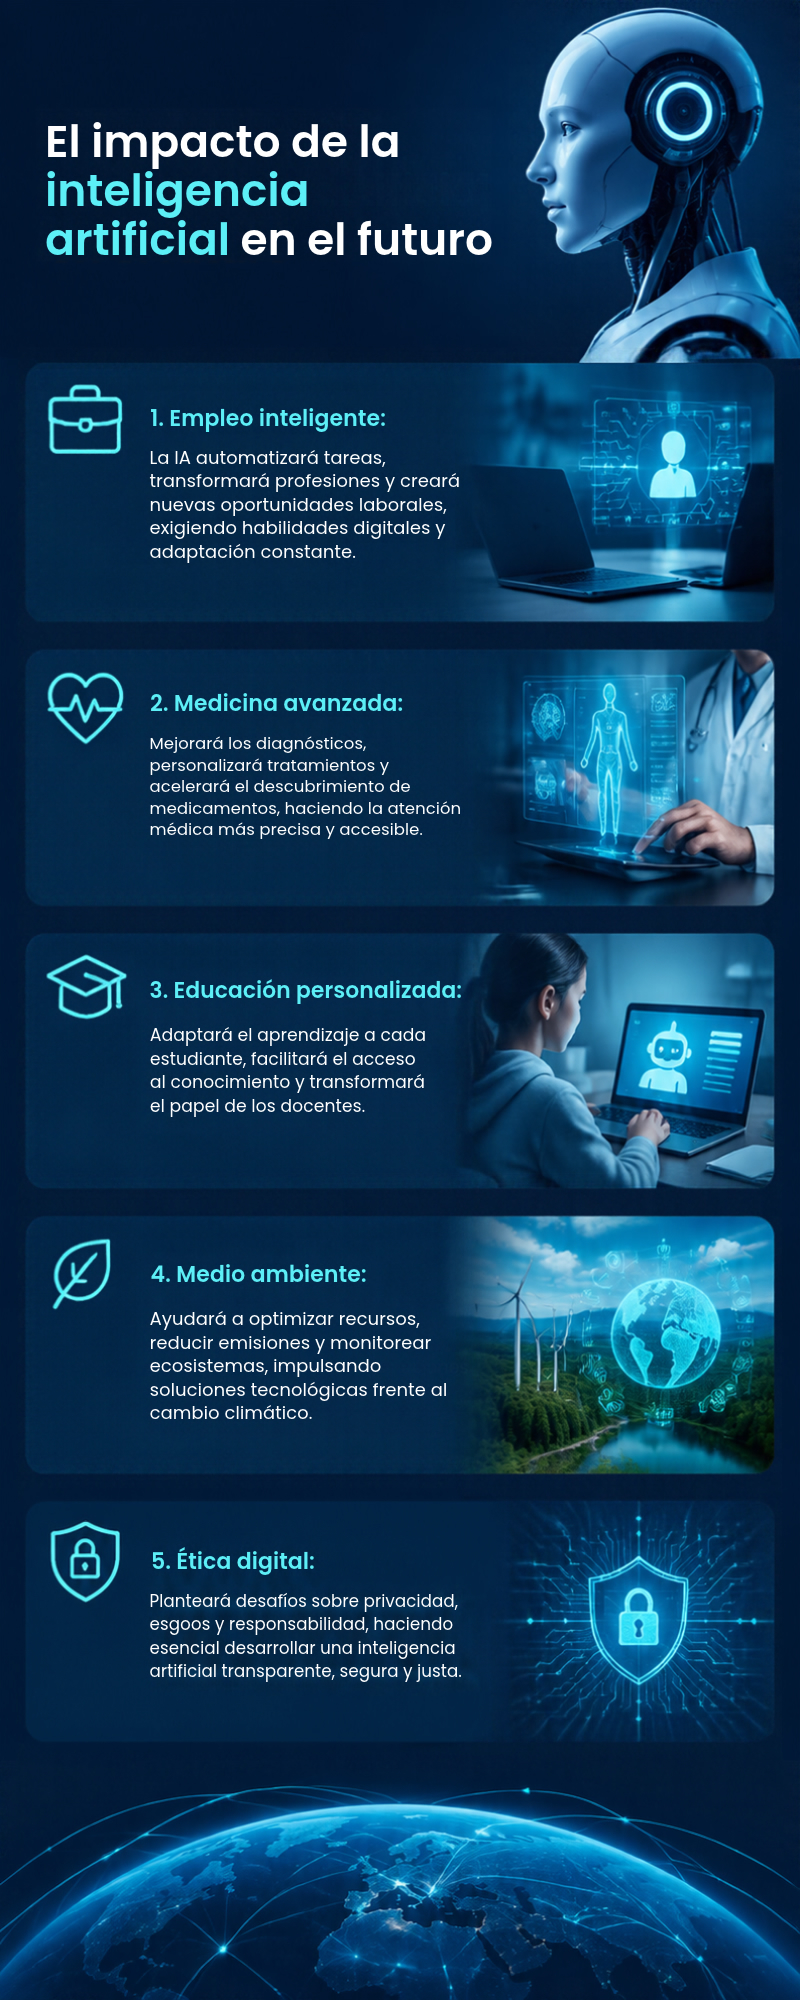 El impacto de la
inteligencia
artificial en el futuro
1. Empleo inteligente:
La IA automatizará tareas,
transformará profesiones y creará
nuevas oportunidades laborales,
exigiendo habilidades digitales y
adaptación constante.
2. Medicina avanzada:
Mejorará los diagnósticos,
personalizará tratamientos y
acelerará el descubrimiento de
medicamentos, haciendo la atención
médica más precisa y accesible.
3. Educación personalizada:
Adaptará el aprendizaje a cada
estudiante, facilitará el acceso
al conocimiento y transformará
el papel de los docentes.
4. Medio ambiente:
Ayudará a optimizar recursos,
reducir emisiones y monitorear
ecosistemas, impulsando
soluciones tecnológicas frente al
cambio climático.
5. Ética digital:
Planteará desafíos sobre privacidad,
esgoos y responsabilidad, haciendo
esencial desarrollar una inteligencia
artificial transparente, segura y justa.